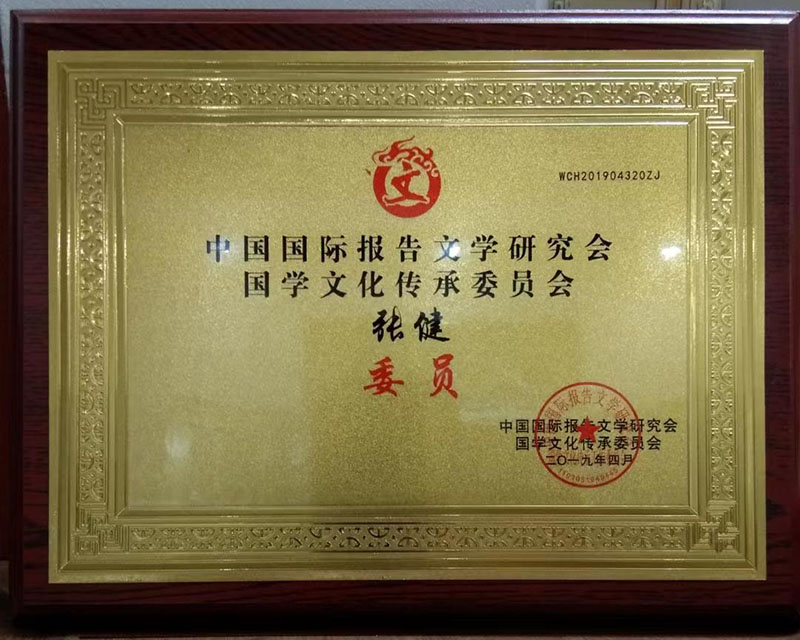 文
WCH201904320ZJ
中国国际报告文学研究会
国学文化传承委员会
张健
委员
中国国际报告文学研究会
国学文化传承委员会
二〇一九年四月